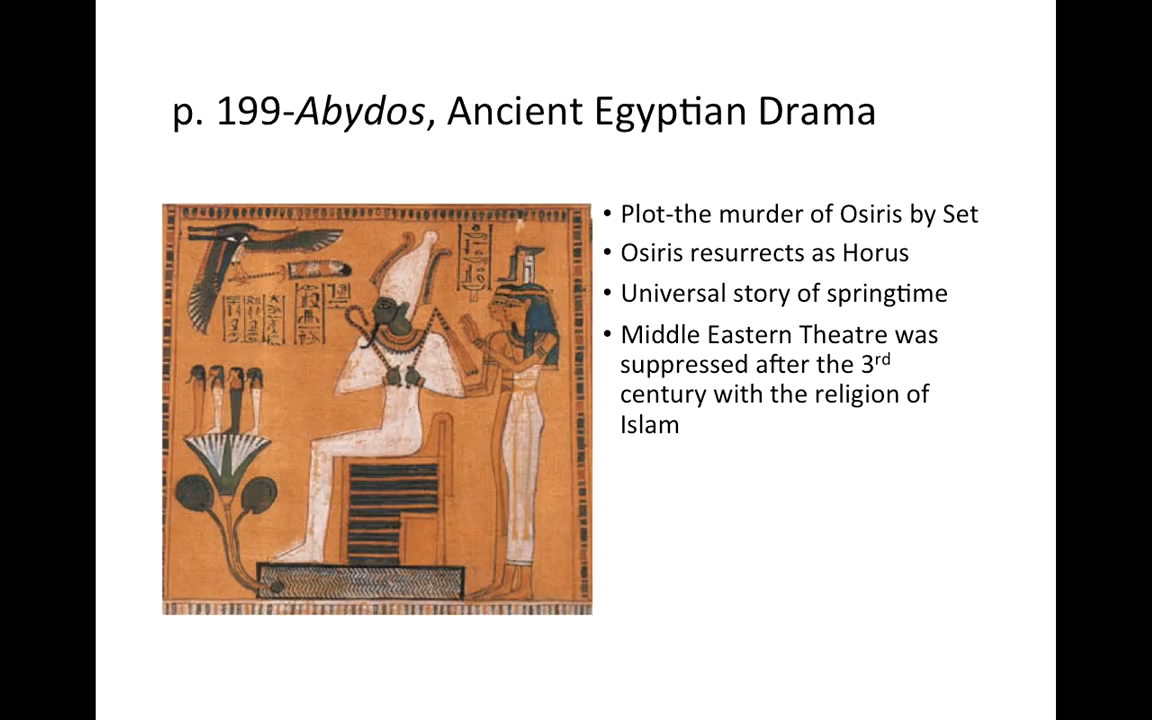 p. 199-Abydos, Ancient Egyptian Drama
• Plot-the murder of Osiris by Set
• Osiris resurrects as Horus
• Universal story of springtime
• Middle Eastern Theatre was
suppressed after the 3rd
century with the religion of
Islam